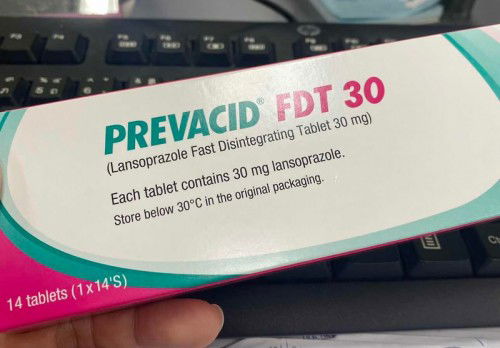 PREVACID® FDT 30
(Lansoprazole Fast Disintegrating Tablet 30 mg)
Each tablet contains 30 mg lansoprazole.
Store below 30°C in the original packaging.
14 tablets (1x14'S)